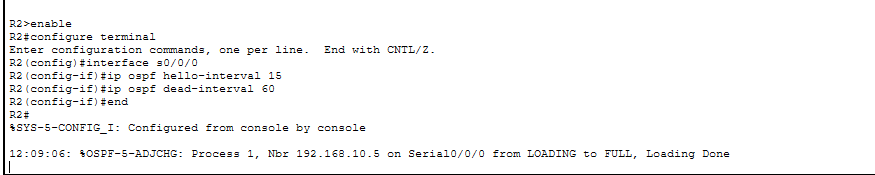 R2>enable
R2#configure terminal
Enter configuration commands, one per line.  End with CNTL/Z.
R2(config)#interface s0/0/0
R2(config-if)#ip ospf hello-interval 15
R2(config-if)#ip ospf dead-interval 60
R2(config-if)#end
R2#
%SYS-5-CONFIG_I: Configured from console by console
12:09:06: %OSPF-5-ADJCHG: Process 1, Nbr 192.168.10.5 on Serial0/0/0 from LOADING to FULL, Loading Done